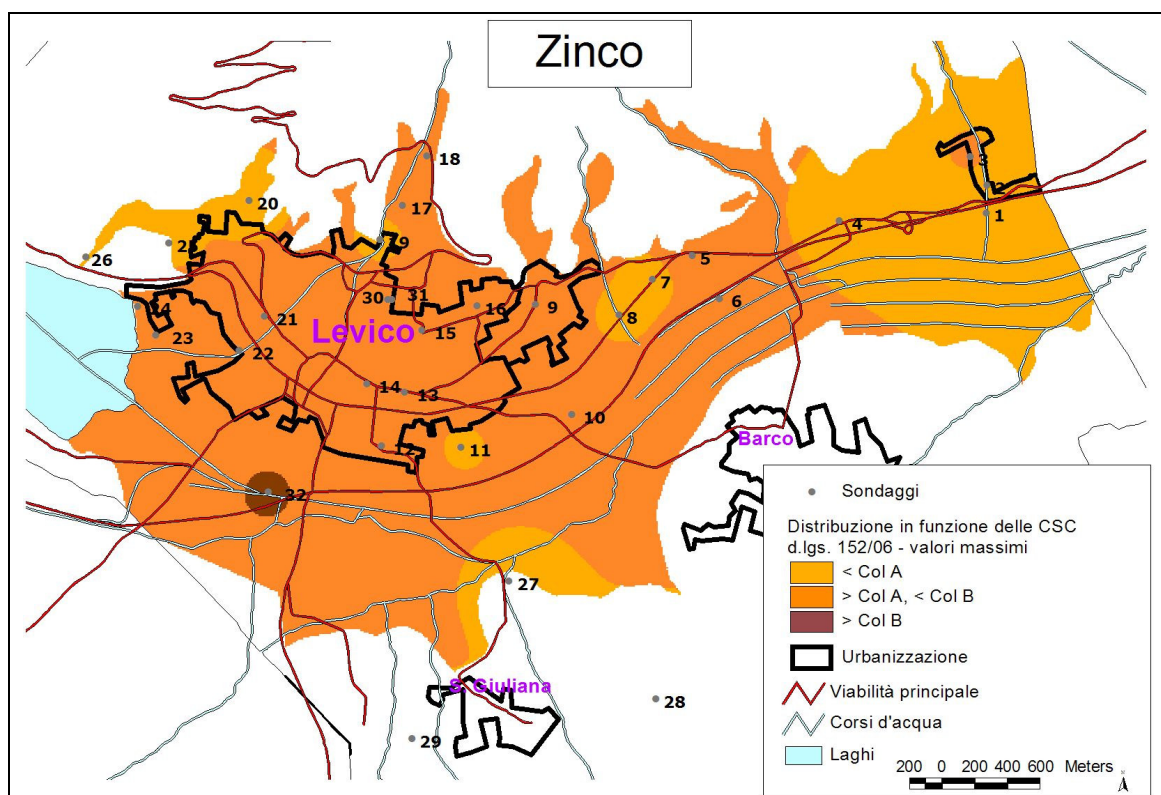 Zinco
18
3
20
17
2
1
4
19
25
26
5
7
6
30
31
16
9
24
21
8
Levico
15
23
22
14
13
10
Barco
12
11
32
27
S. Giuliana
28
29
Sondaggi
Distribuzione in funzione delle CSC
d.lgs. 152/06 - valori massimi
< Col A
> Col A, < Col B
> Col B
Urbanizzazione
Viabilità principale
Corsi d'acqua
Laghi
200 0 200 400 600 Meters